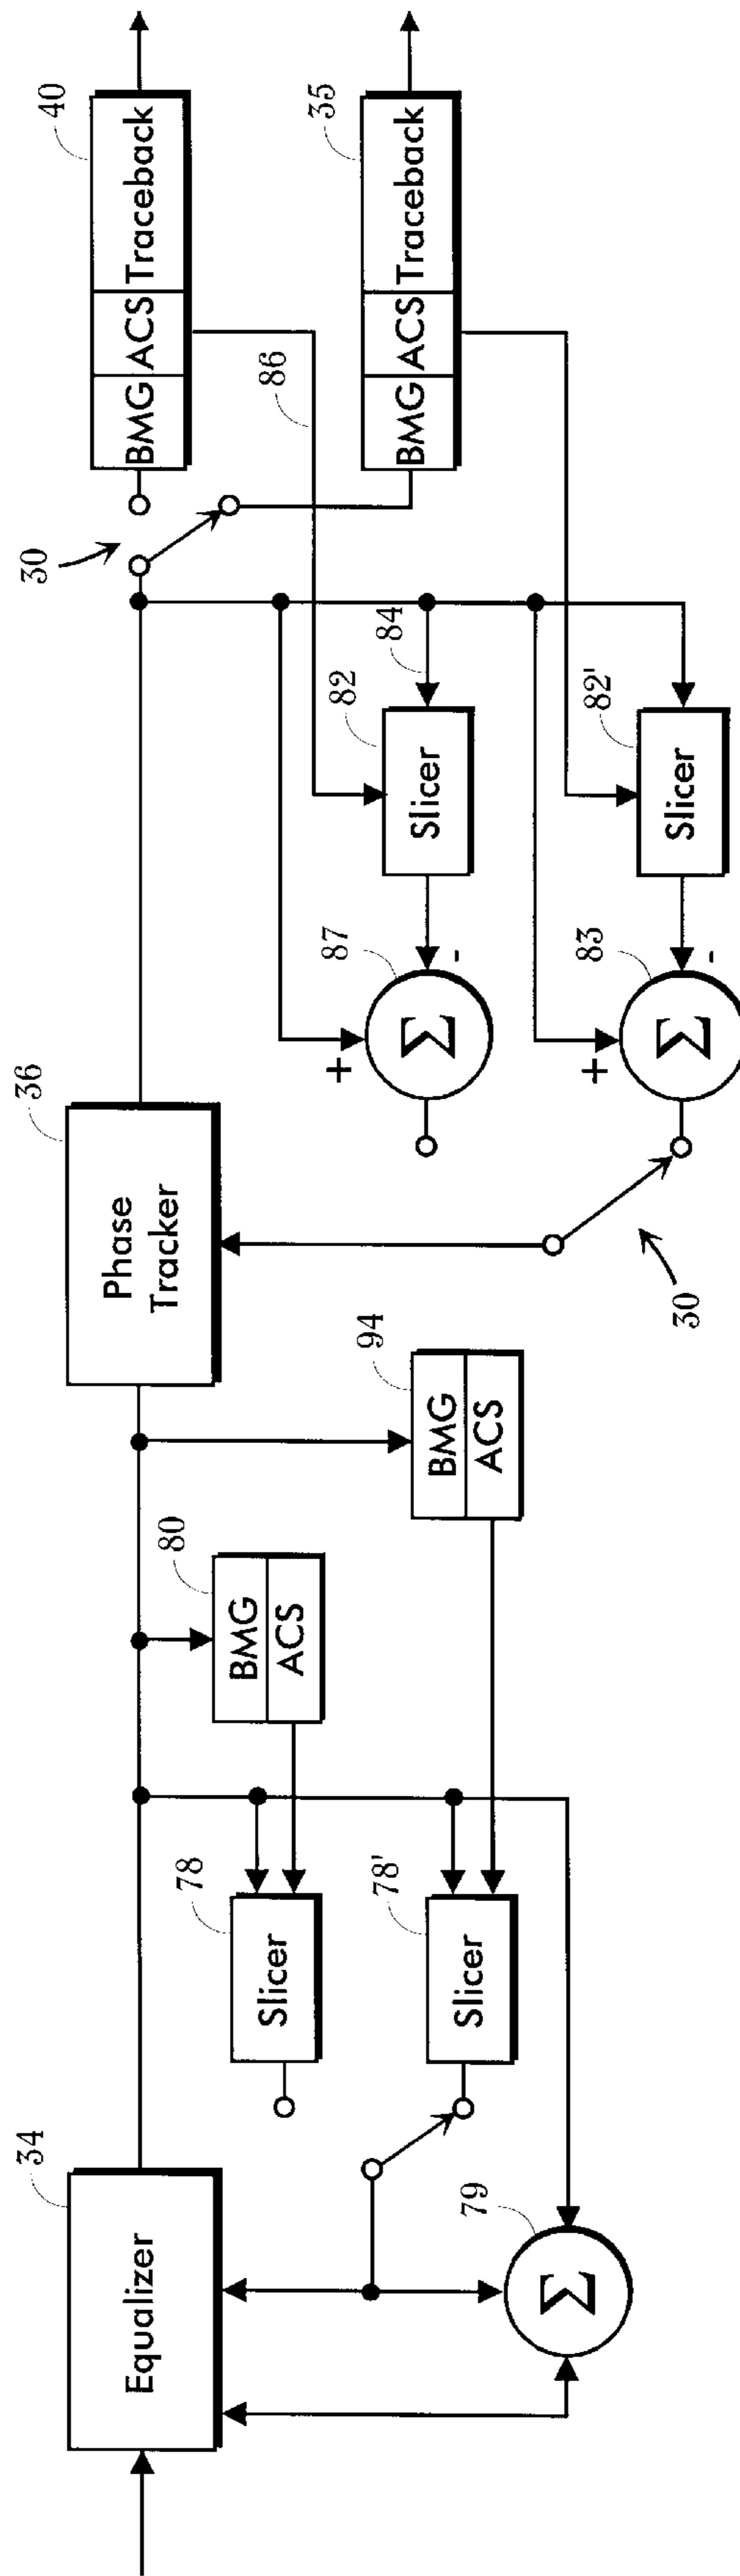 34
Equalizer
78
Slicer
78'
Slicer
79
Σ
80
BMG
ACS
94
BMG
ACS
36
Phase
Tracker
30
87
Σ
+
-
83
Σ
+
-
82
Slicer
84
82'
Slicer
86
30
40
BMG ACS Traceback
35
BMG ACS Traceback